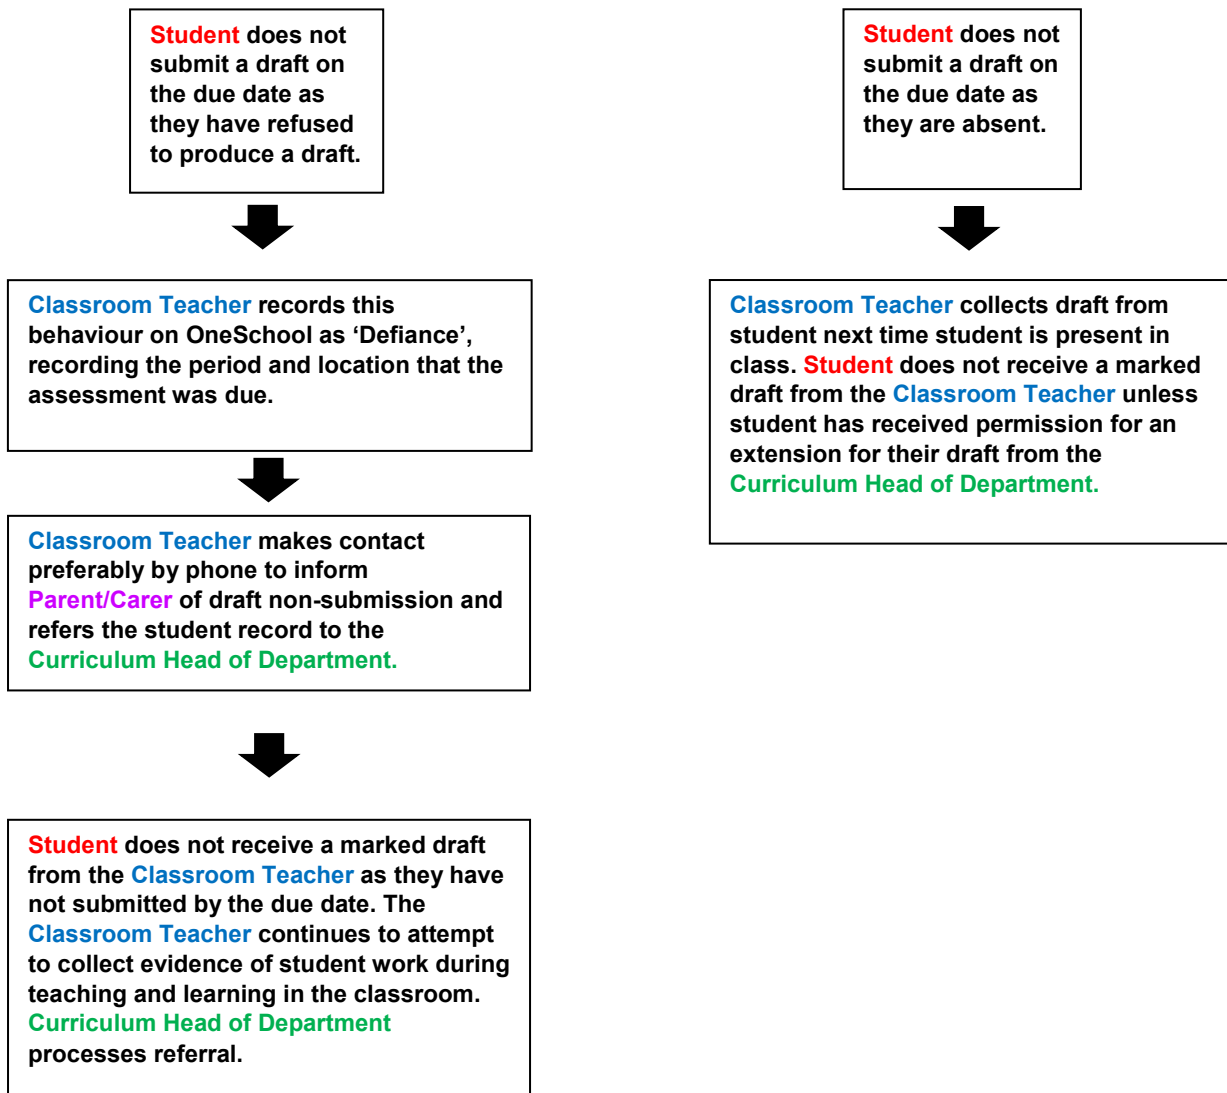 Student does not
submit a draft on
the due date as
they have refused
to produce a draft.
Classroom Teacher records this
behaviour on OneSchool as ‘Defiance’,
recording the period and location that the
assessment was due.
Classroom Teacher makes contact
preferably by phone to inform
Parent/Carer of draft non-submission and
refers the student record to the
Curriculum Head of Department.
Student does not receive a marked draft
from the Classroom Teacher as they have
not submitted by the due date. The
Classroom Teacher continues to attempt
to collect evidence of student work during
teaching and learning in the classroom.
Curriculum Head of Department
processes referral.
Student does not
submit a draft on
the due date as
they are absent.
Classroom Teacher collects draft from
student next time student is present in
class. Student does not receive a marked
draft from the Classroom Teacher unless
student has received permission for an
extension for their draft from the
Curriculum Head of Department.